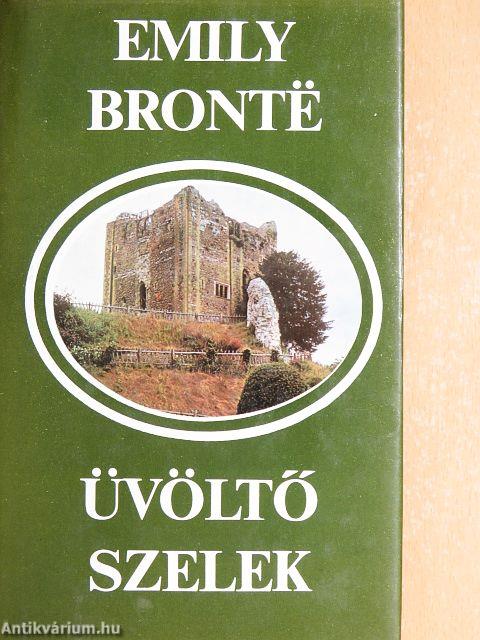 EMILY
BRONTË
ÜVÖLTŐ
SZELEK
Antikvárium.hu